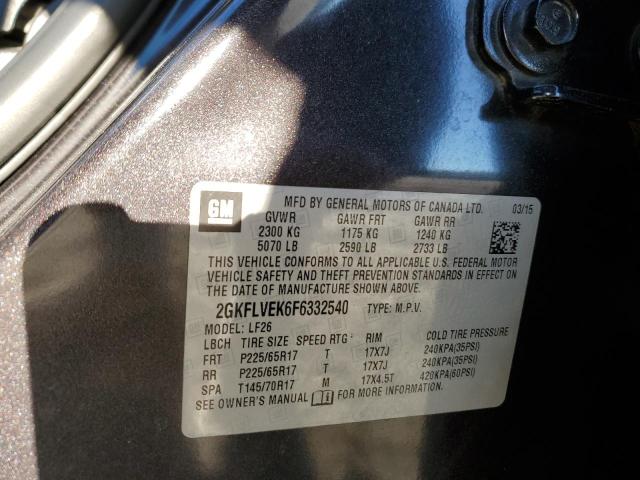 GM
MFD BY GENERAL MOTORS OF CANADA LTD. 03/15
GVWR GAWR FRT GAWR RR
2300 KG 1175 KG 1240 KG
5070 LB 2590 LB 2733 LB
THIS VEHICLE CONFORMS TO ALL APPLICABLE U.S. FEDERAL MOTOR
VEHICLE SAFETY AND THEFT PREVENTION STANDARDS IN EFFECT ON
THE DATE OF MANUFACTURE SHOWN ABOVE.
2GKFLVEK6F6332540 TYPE: M.P.V.
MODEL: LF26
LBCH TIRE SIZE SPEED RTG RIM COLD TIRE PRESSURE
FRT P225/65R17 T 17X7J 240KPA(35PSI)
RR P225/65R17 T 17X7J 240KPA(35PSI)
SPA T145/70R17 M 17X4.5T 420KPA(60PSI)
SEE OWNER'S MANUAL FOR MORE INFORMATION.